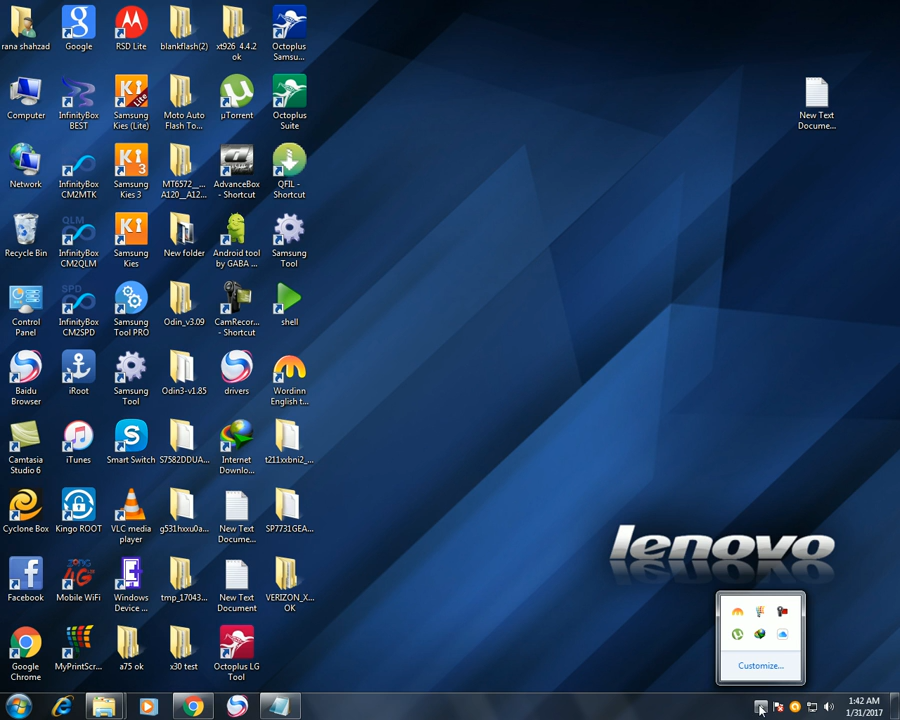 rana shahzad
Google
RSD Lite
blankflash(2)
xt926 4.4.2
ok
Octoplus
Samsu...
Computer
InfinityBox
BEST
Samsung
Kies (Lite)
Moto Auto
Flash To...
µTorrent
Octoplus
Suite
New Text
Docume...
Network
InfinityBox
CM2MTK
Samsung
Kies 3
MT6572__...
A120__A12...
AdvanceBox
- Shortcut
QFIL -
Shortcut
Recycle Bin
QLM
InfinityBox
CM2QLM
Samsung
Kies
New folder
Android tool
by GABA ...
Samsung
Tool
Control
Panel
SPD
InfinityBox
CM2SPD
Samsung
Tool PRO
Odin_v3.09
CamRecor...
- Shortcut
shell
Baidu
Browser
iRoot
Samsung
Tool
Odin3-v1.85
drivers
Wordinn
English t...
Camtasia
Studio 6
iTunes
Smart Switch
S7582DDUA...
Internet
Downlo...
t211xxbni2_...
Cyclone Box
Kingo ROOT
VLC media
player
g531hxxu0a...
New Text
Docume...
SP7731GEA...
Facebook
zong
4G
Mobile WiFi
Windows
Device ...
tmp_17043...
New Text
Document
VERIZON_X...
OK
Google
Chrome
MyPrintScr...
a75 ok
x30 test
Octoplus LG
Tool
lenovo
Customize...
1:42 AM
1/31/2017